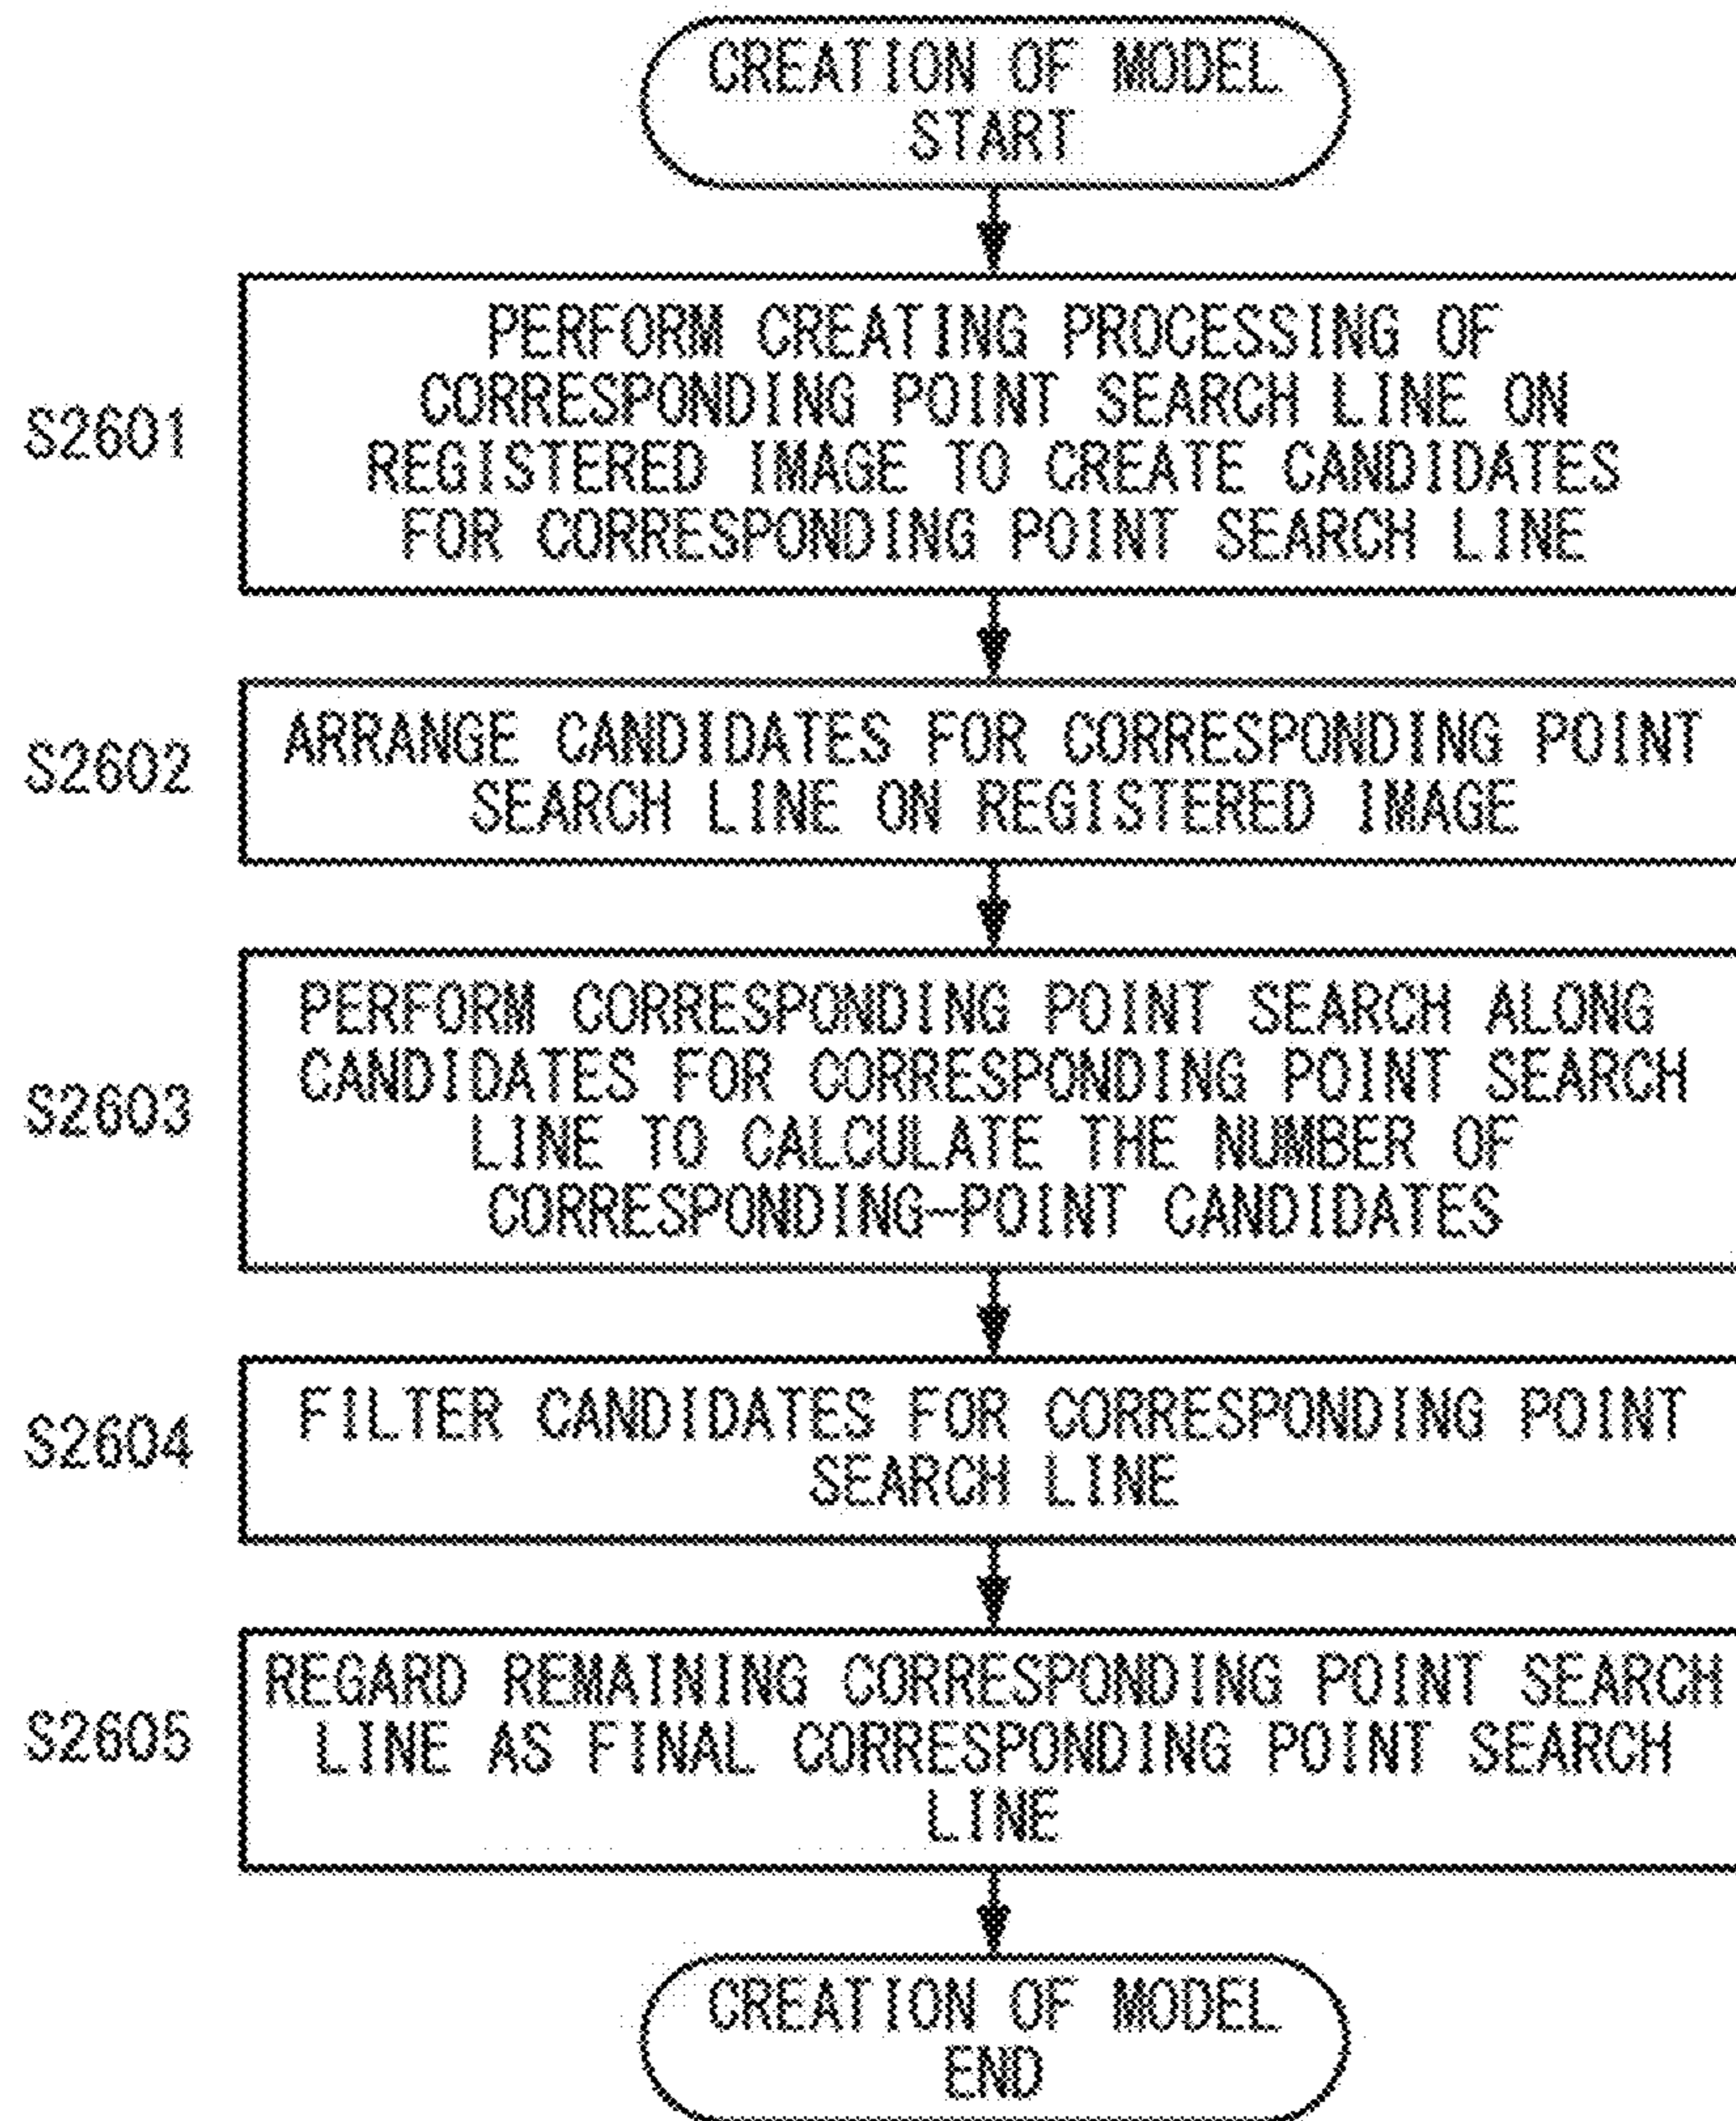 CREATION OF MODEL
START
S2601
PERFORM CREATING PROCESSING OF
CORRESPONDING POINT SEARCH LINE ON
REGISTERED IMAGE TO CREATE CANDIDATES
FOR CORRESPONDING POINT SEARCH LINE
S2602
ARRANGE CANDIDATES FOR CORRESPONDING POINT
SEARCH LINE ON REGISTERED IMAGE
S2603
PERFORM CORRESPONDING POINT SEARCH ALONG
CANDIDATES FOR CORRESPONDING POINT SEARCH
LINE TO CALCULATE THE NUMBER OF
CORRESPONDING-POINT CANDIDATES
S2604
FILTER CANDIDATES FOR CORRESPONDING POINT
SEARCH LINE
S2605
REGARD REMAINING CORRESPONDING POINT SEARCH
LINE AS FINAL CORRESPONDING POINT SEARCH
LINE
CREATION OF MODEL
END